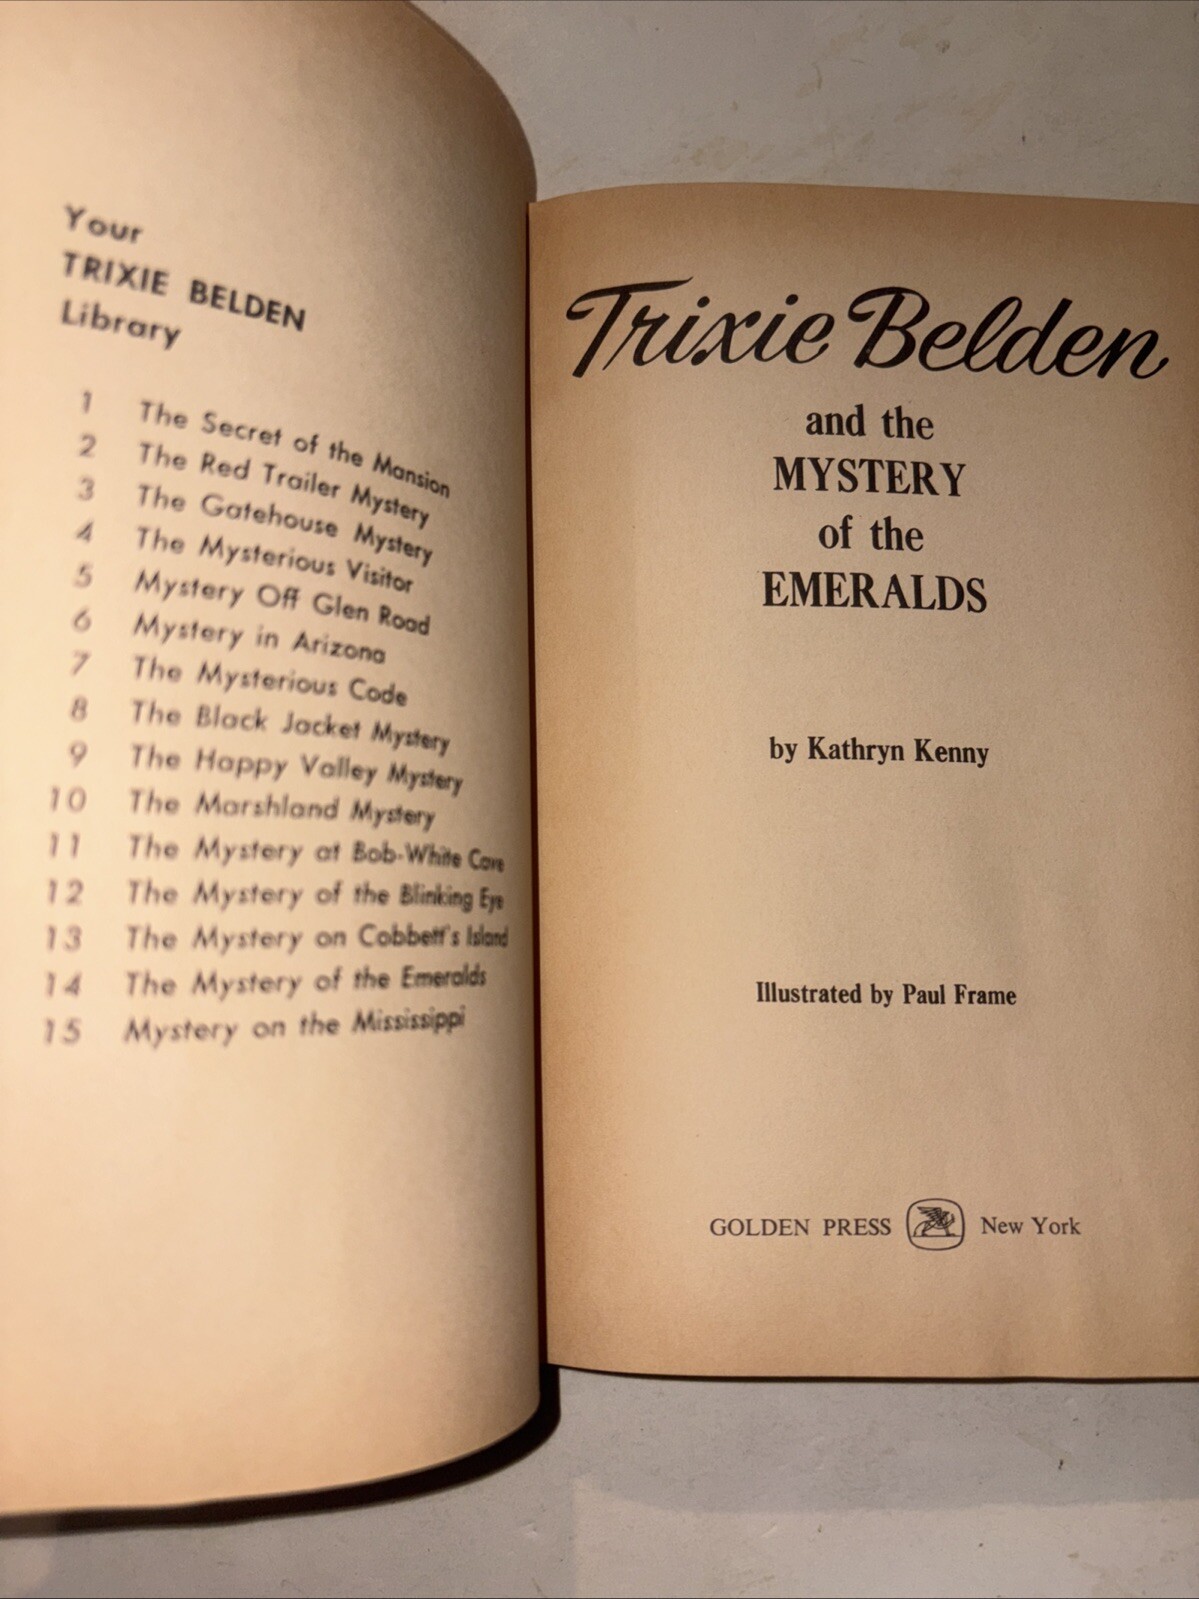 Your
TRIXIE BELDEN
Library
1 The Secret of the Mansion
2 The Red Trailer Mystery
3 The Gatehouse Mystery
4 The Mysterious Visitor
5 Mystery Off Glen Road
6 Mystery in Arizona
7 The Mysterious Code
8 The Black Jacket Mystery
9 The Happy Valley Mystery
10 The Marshland Mystery
11 The Mystery at Bob-White Cave
12 The Mystery of the Blinking Eye
13 The Mystery on Cobbett's Island
14 The Mystery of the Emeralds
15 Mystery on the Mississippi
Trixie Belden
and the
MYSTERY
of the
EMERALDS
by Kathryn Kenny
Illustrated by Paul Frame
GOLDEN PRESS New York